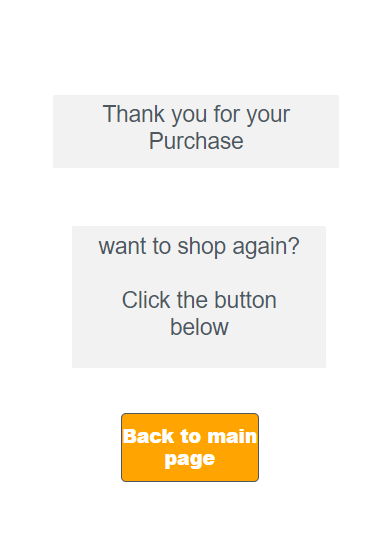 Thank you for your
Purchase
want to shop again?
Click the button
below
Back to main
page